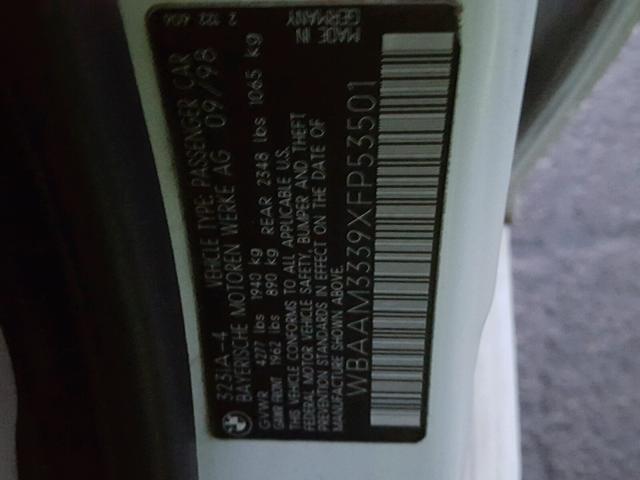 323IA-4 VEHICLE TYPE: PASSENGER CAR
BAYERISCHE MOTOREN WERKE AG 09/98
GVWR 4277 lbs 1940 kg
GAWR FRONT 1962 lbs 890 kg REAR 2348 lbs 1065 kg
THIS VEHICLE CONFORMS TO ALL APPLICABLE U.S.
FEDERAL MOTOR VEHICLE SAFETY, BUMPER AND THEFT
PREVENTION STANDARDS IN EFFECT ON THE DATE OF
MANUFACTURE SHOWN ABOVE.
WBAAM3339XFP53501
MADE IN
GERMANY